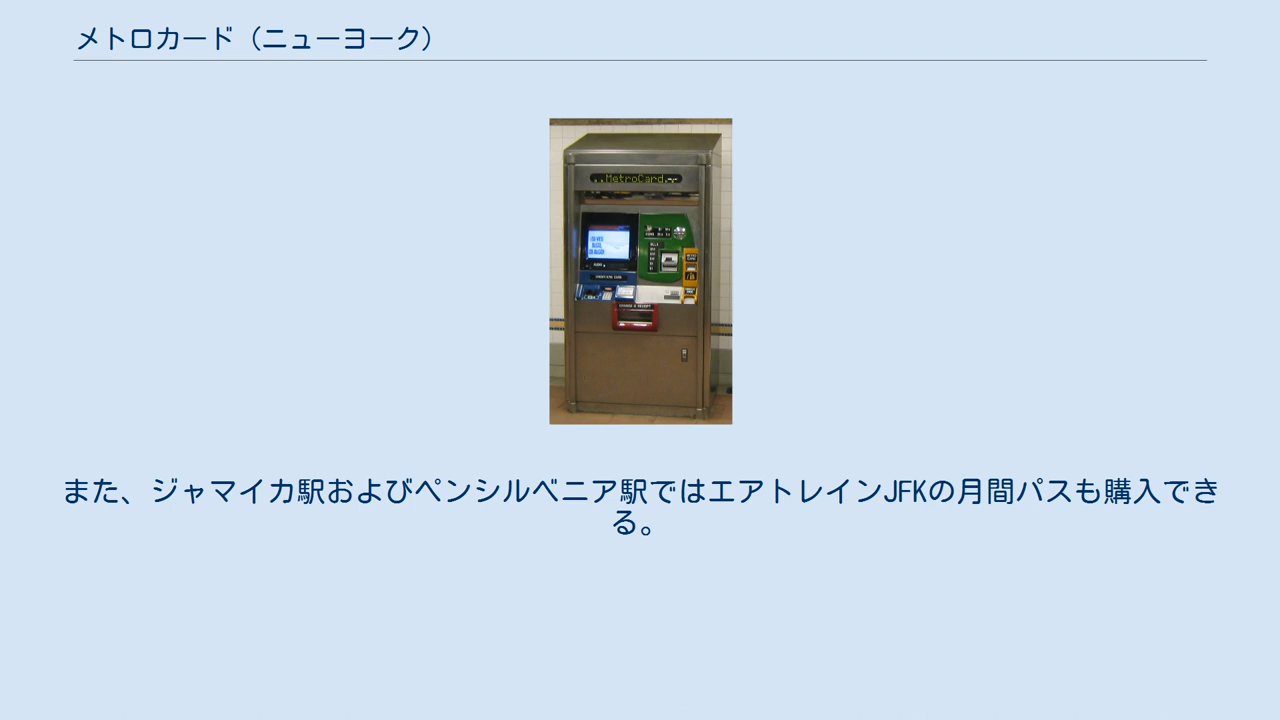 メトロカード（ニューヨーク）
MetroCard
また、ジャマイカ駅およびペンシルベニア駅ではエアトレインJFKの月間パスも購入でき
る。